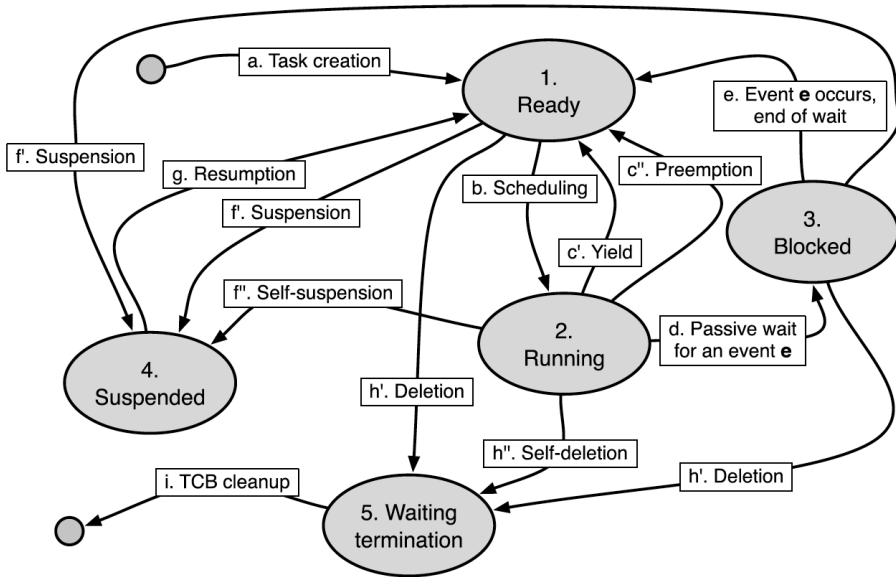 a. Task creation
1.
Ready
e. Event e occurs,
end of wait
f'. Suspension
g. Resumption
b. Scheduling
c''. Preemption
f'. Suspension
3.
Blocked
c'. Yield
f''. Self-suspension
2.
Running
d. Passive wait
for an event e
4.
Suspended
h'. Deletion
h''. Self-deletion
h'. Deletion
i. TCB cleanup
5. Waiting
termination